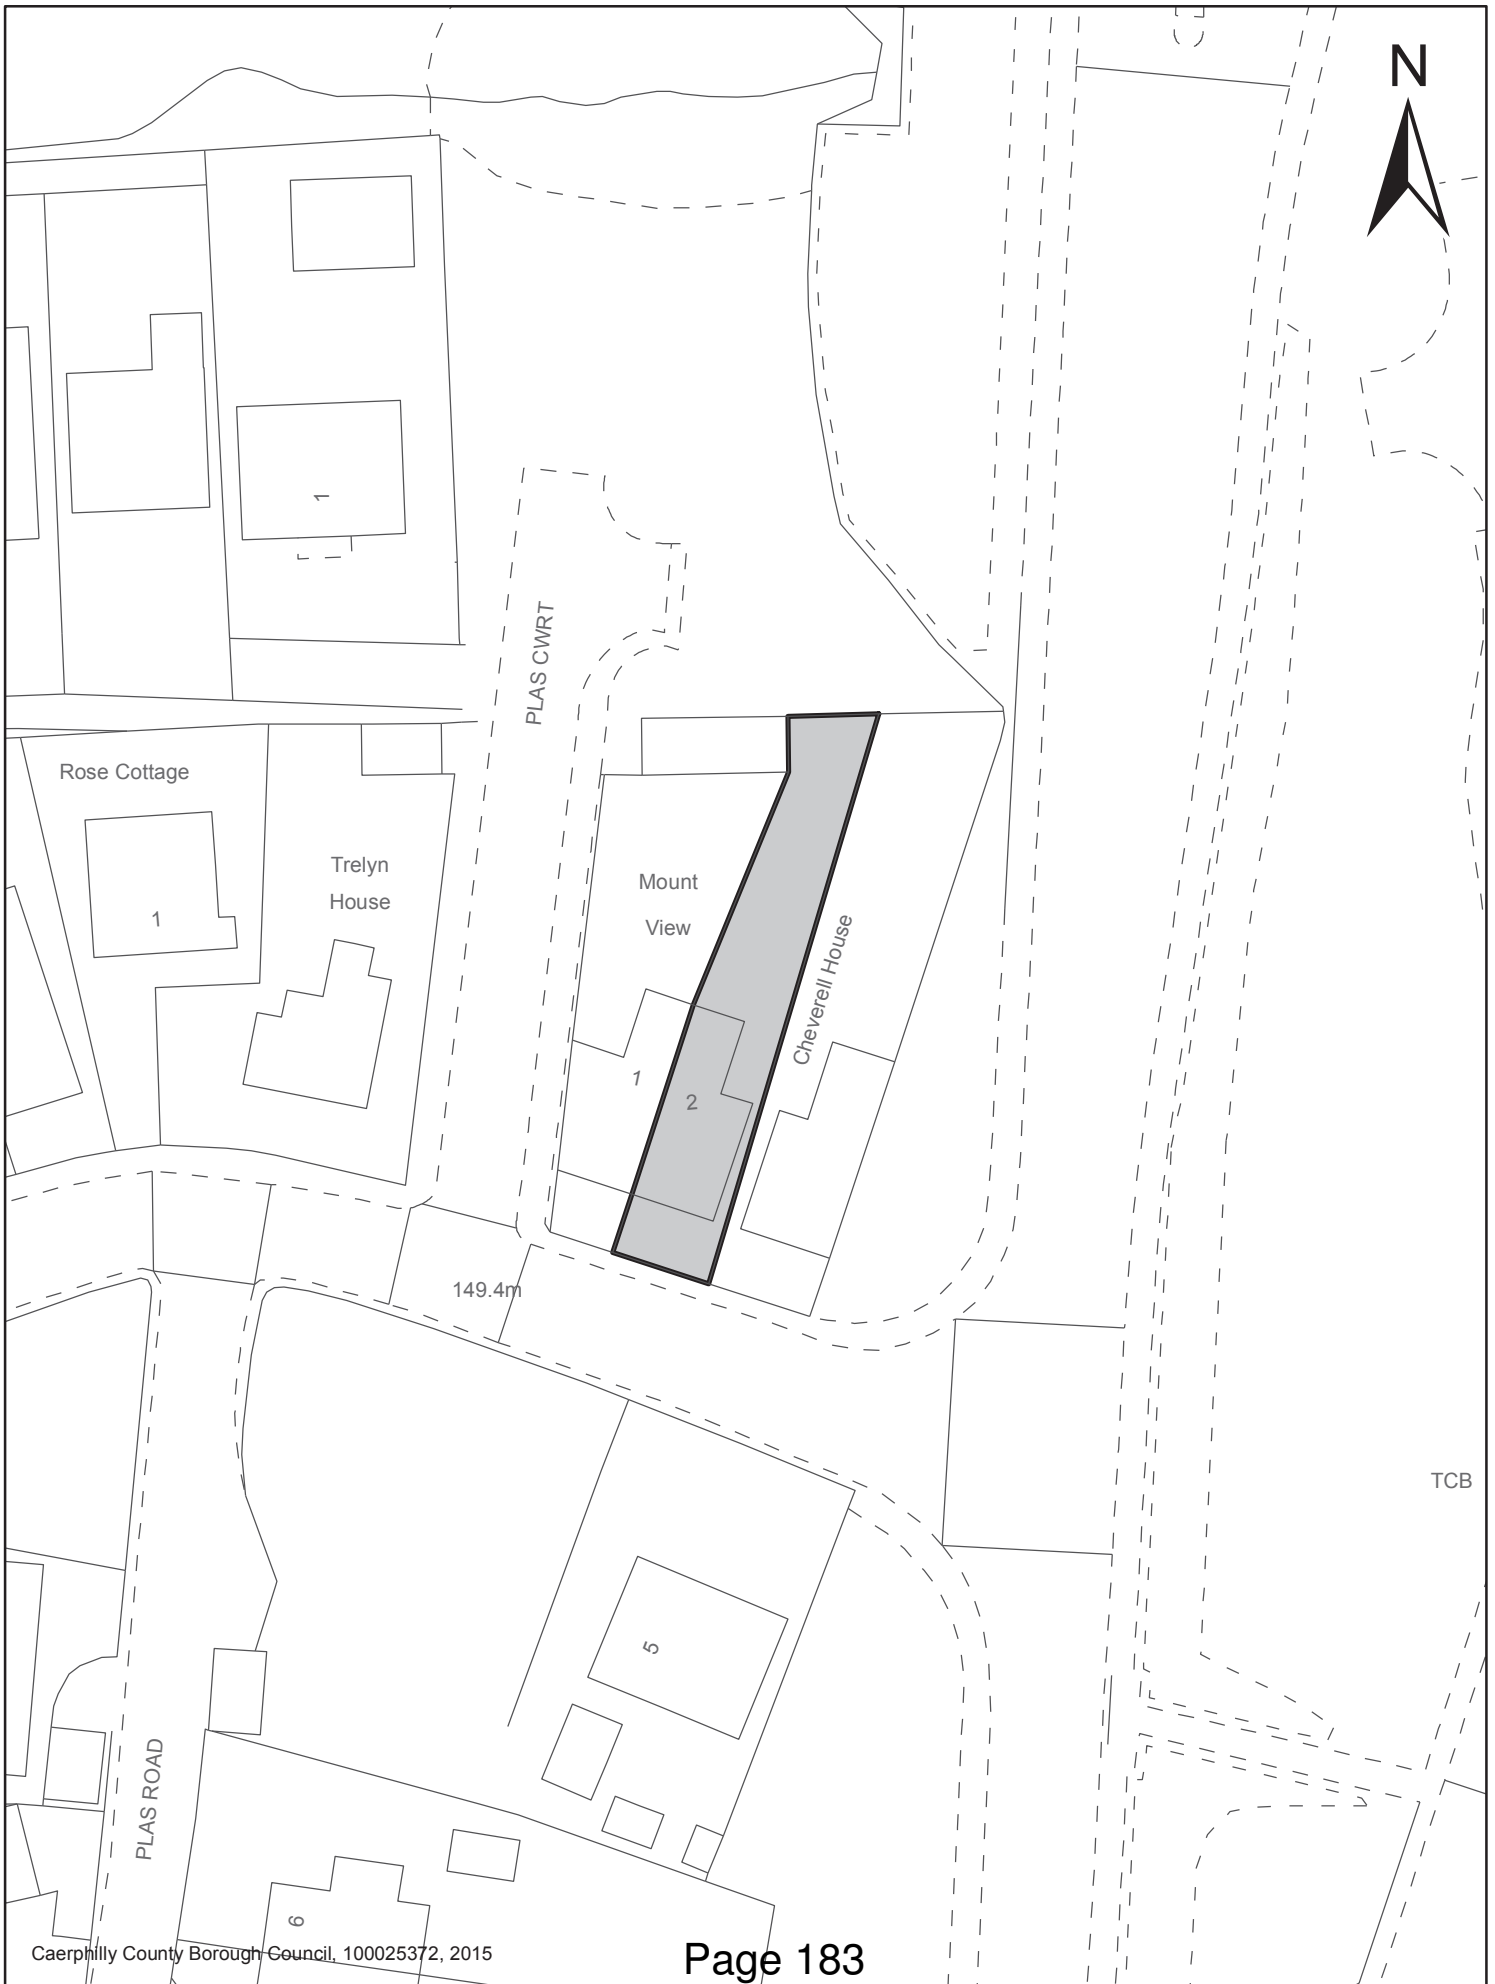 N
1
PLAS CWRT
Rose Cottage
Trelyn
House
Mount
View
Cheverell House
1
1
2
149.4m
TCB
5
PLAS ROAD
6
Caerphilly County Borough Council, 100025372, 2015
Page 183